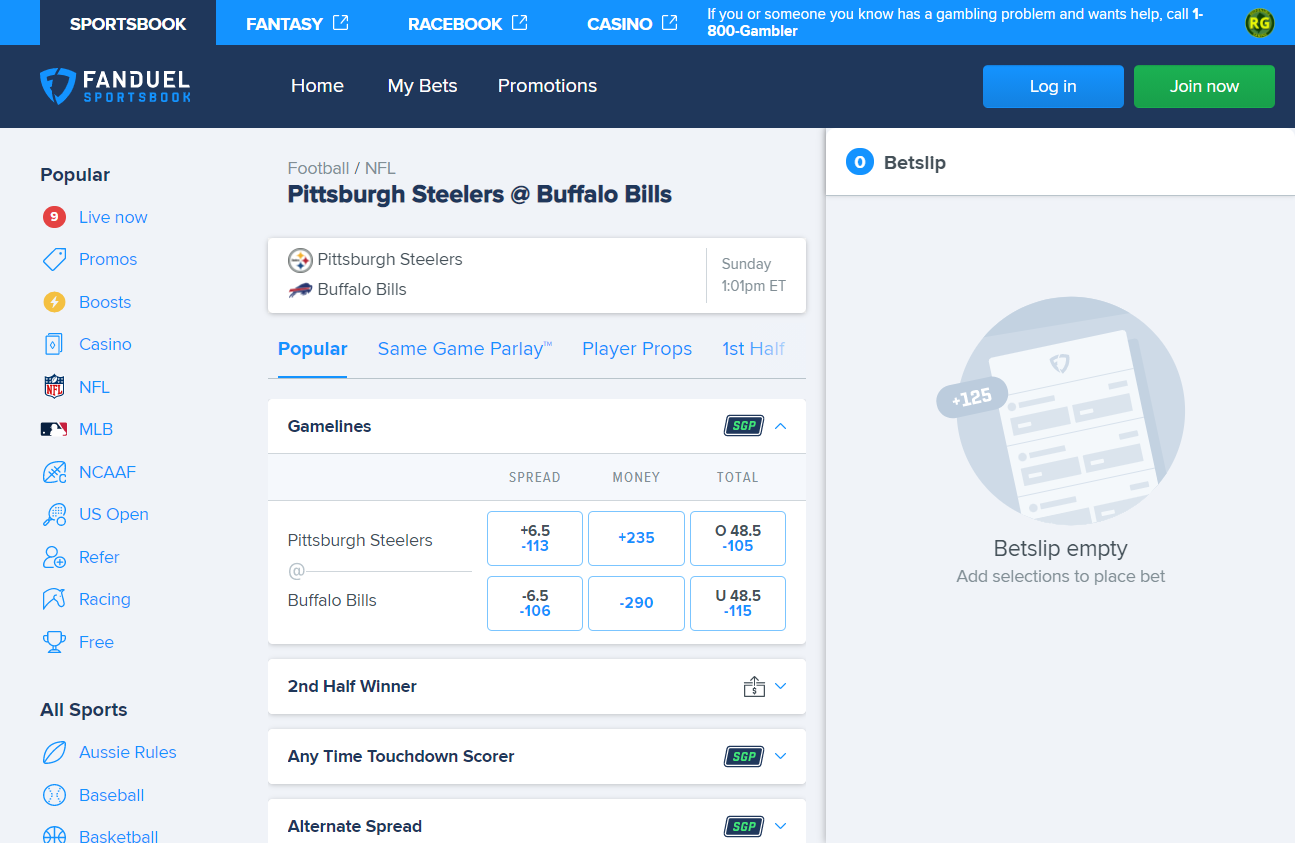 SPORTSBOOK
FANTASY
RACEBOOK
CASINO
If you or someone you know has a gambling problem and wants help, call 1-
800-Gambler
RG
FANDUEL
SPORTSBOOK
Home
My Bets
Promotions
Log in
Join now
Popular
9
Live now
Promos
Boosts
Casino
NFL
NFL
MLB
NCAAF
US Open
Refer
Racing
Free
All Sports
Aussie Rules
Baseball
Basketball
Football / NFL
Pittsburgh Steelers @ Buffalo Bills
Pittsburgh Steelers
Buffalo Bills
Sunday
1:01pm ET
Popular
Same Game Parlay™
Player Props
1st Half
Gamelines
SGP
SPREAD
MONEY
TOTAL
Pittsburgh Steelers
+6.5
-113
+235
O 48.5
-105
@
Buffalo Bills
-6.5
-106
-290
U 48.5
-115
2nd Half Winner
$
Any Time Touchdown Scorer
SGP
Alternate Spread
SGP
0
Betslip
+125
Betslip empty
Add selections to place bet